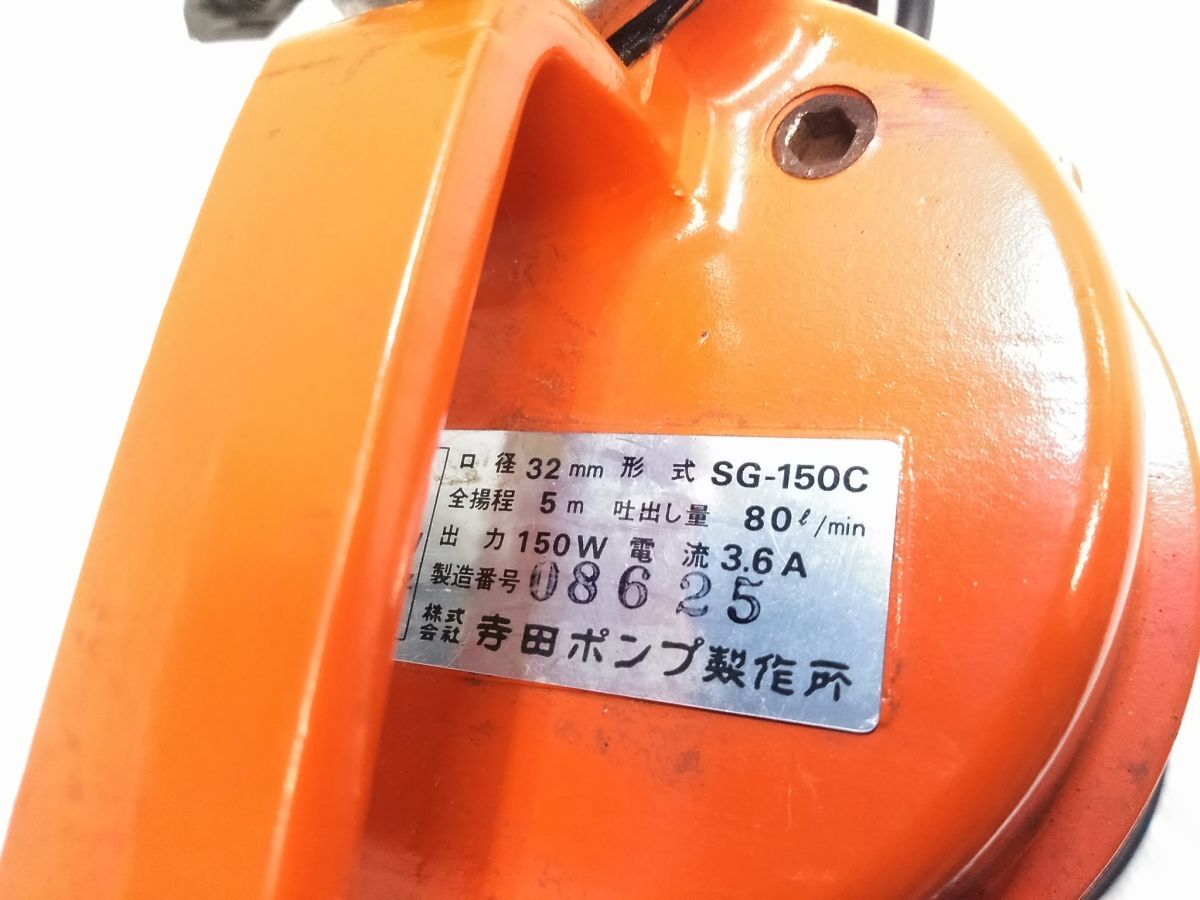 口径 32mm 形式 SG-150C
全揚程 5m 吐出し量 80ℓ/min
出力 150W 電流 3.6A
製造番号 08625
株式会社 寺田ポンプ製作所